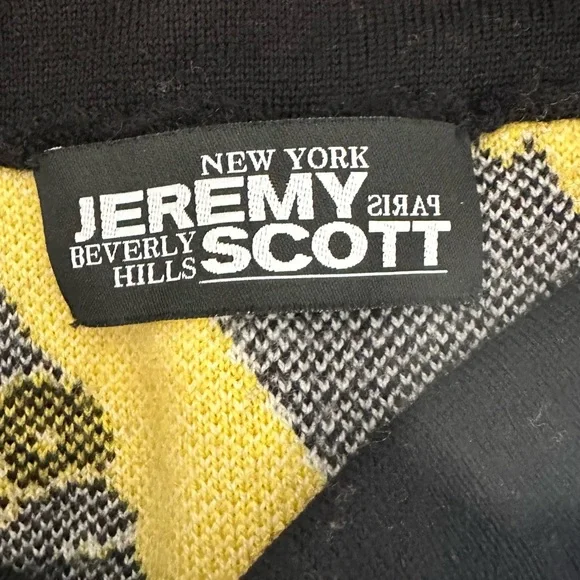 NEW YORK
JEREMY PARIS
BEVERLY HILLS SCOTT